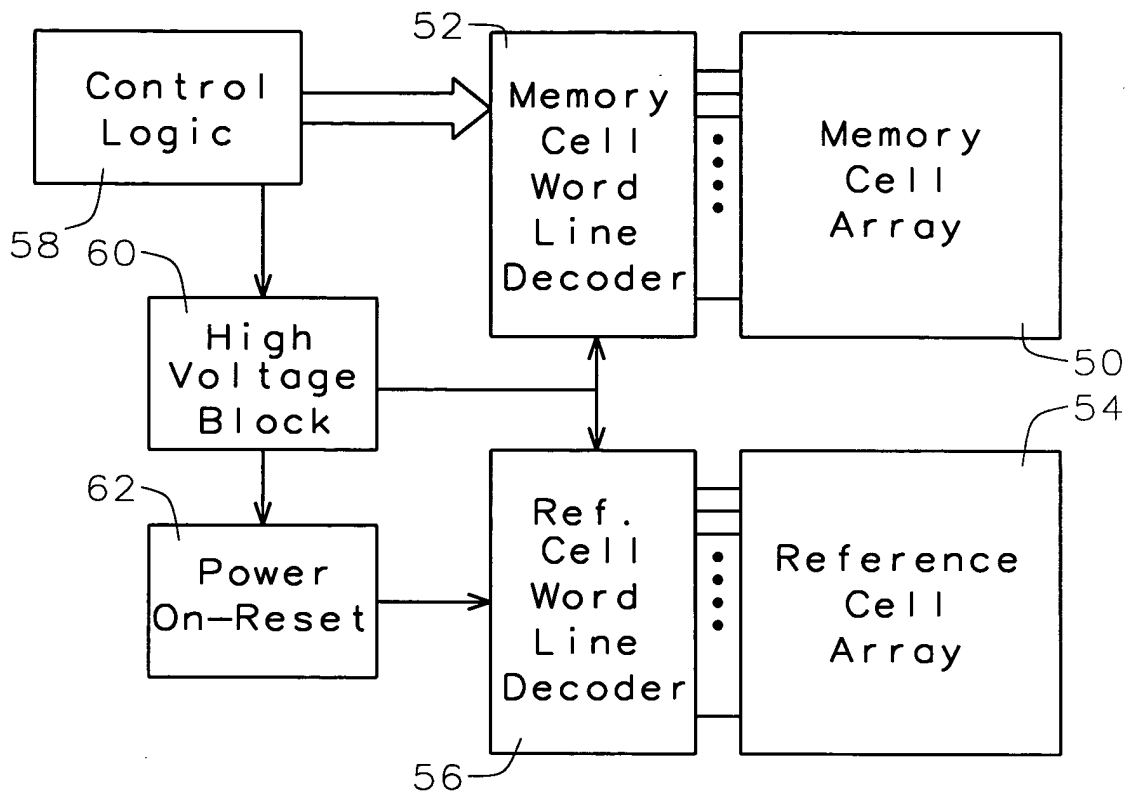 Control
Logic
58
52
Memory
Cell
Word
Line
Decoder
Memory
Cell
Array
50
60
High
Voltage
Block
62
Power
On-Reset
Ref.
Cell
Word
Line
Decoder
56
54
Reference
Cell
Array